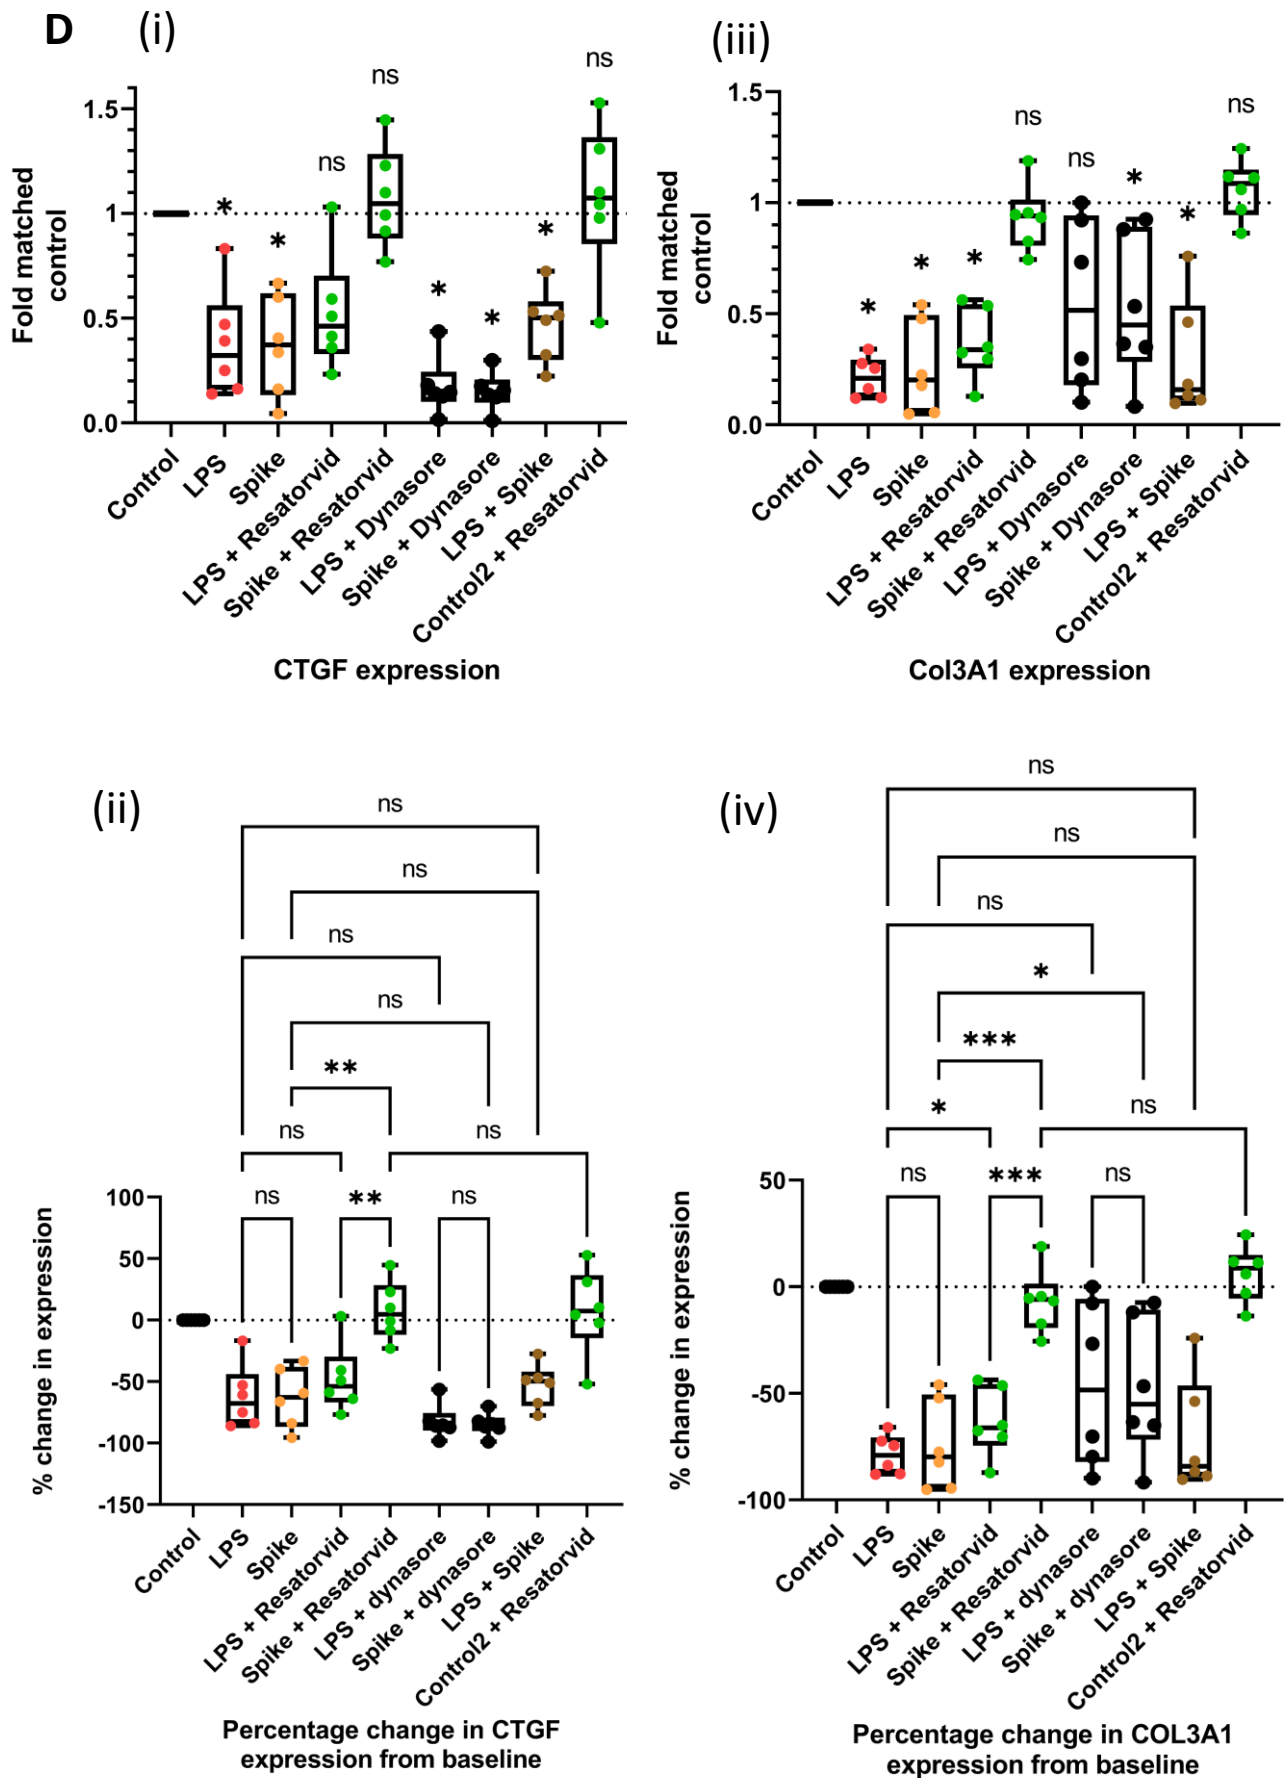 D
(i)
ns
ns
ns
*
*
*
*
*
1.5
1
0.5
0.0
Fold matched
control
Control
LPS
Spike
LPS + Resatorvid
Spike + Resatorvid
LPS + Dynasore
Spike + Dynasore
LPS + Spike
Control2 + Resatorvid
CTGF expression
(iii)
ns
ns
ns
*
*
*
*
*
1.5
1
0.5
0.0
Fold matched
control
Control
LPS
Spike
LPS + Resatorvid
Spike + Resatorvid
LPS + Dynasore
Spike + Dynasore
LPS + Spike
Control2 + Resatorvid
Col3A1 expression
(ii)
ns
ns
ns
ns
**
ns
ns
ns
**
ns
100
50
0
-50
-100
-150
% change in expression
Control
LPS
Spike
LPS + Resatorvid
Spike + Resatorvid
LPS + dynasore
Spike + dynasore
LPS + Spike
Control2 + Resatorvid
Percentage change in CTGF
expression from baseline
(iv)
ns
ns
ns
*
***
*
ns
ns
***
ns
50
0
-50
-100
% change in expression
Control
LPS
Spike
LPS + Resatorvid
Spike + Resatorvid
LPS + dynasore
Spike + dynasore
LPS + Spike
Control2 + Resatorvid
Percentage change in COL3A1
expression from baseline